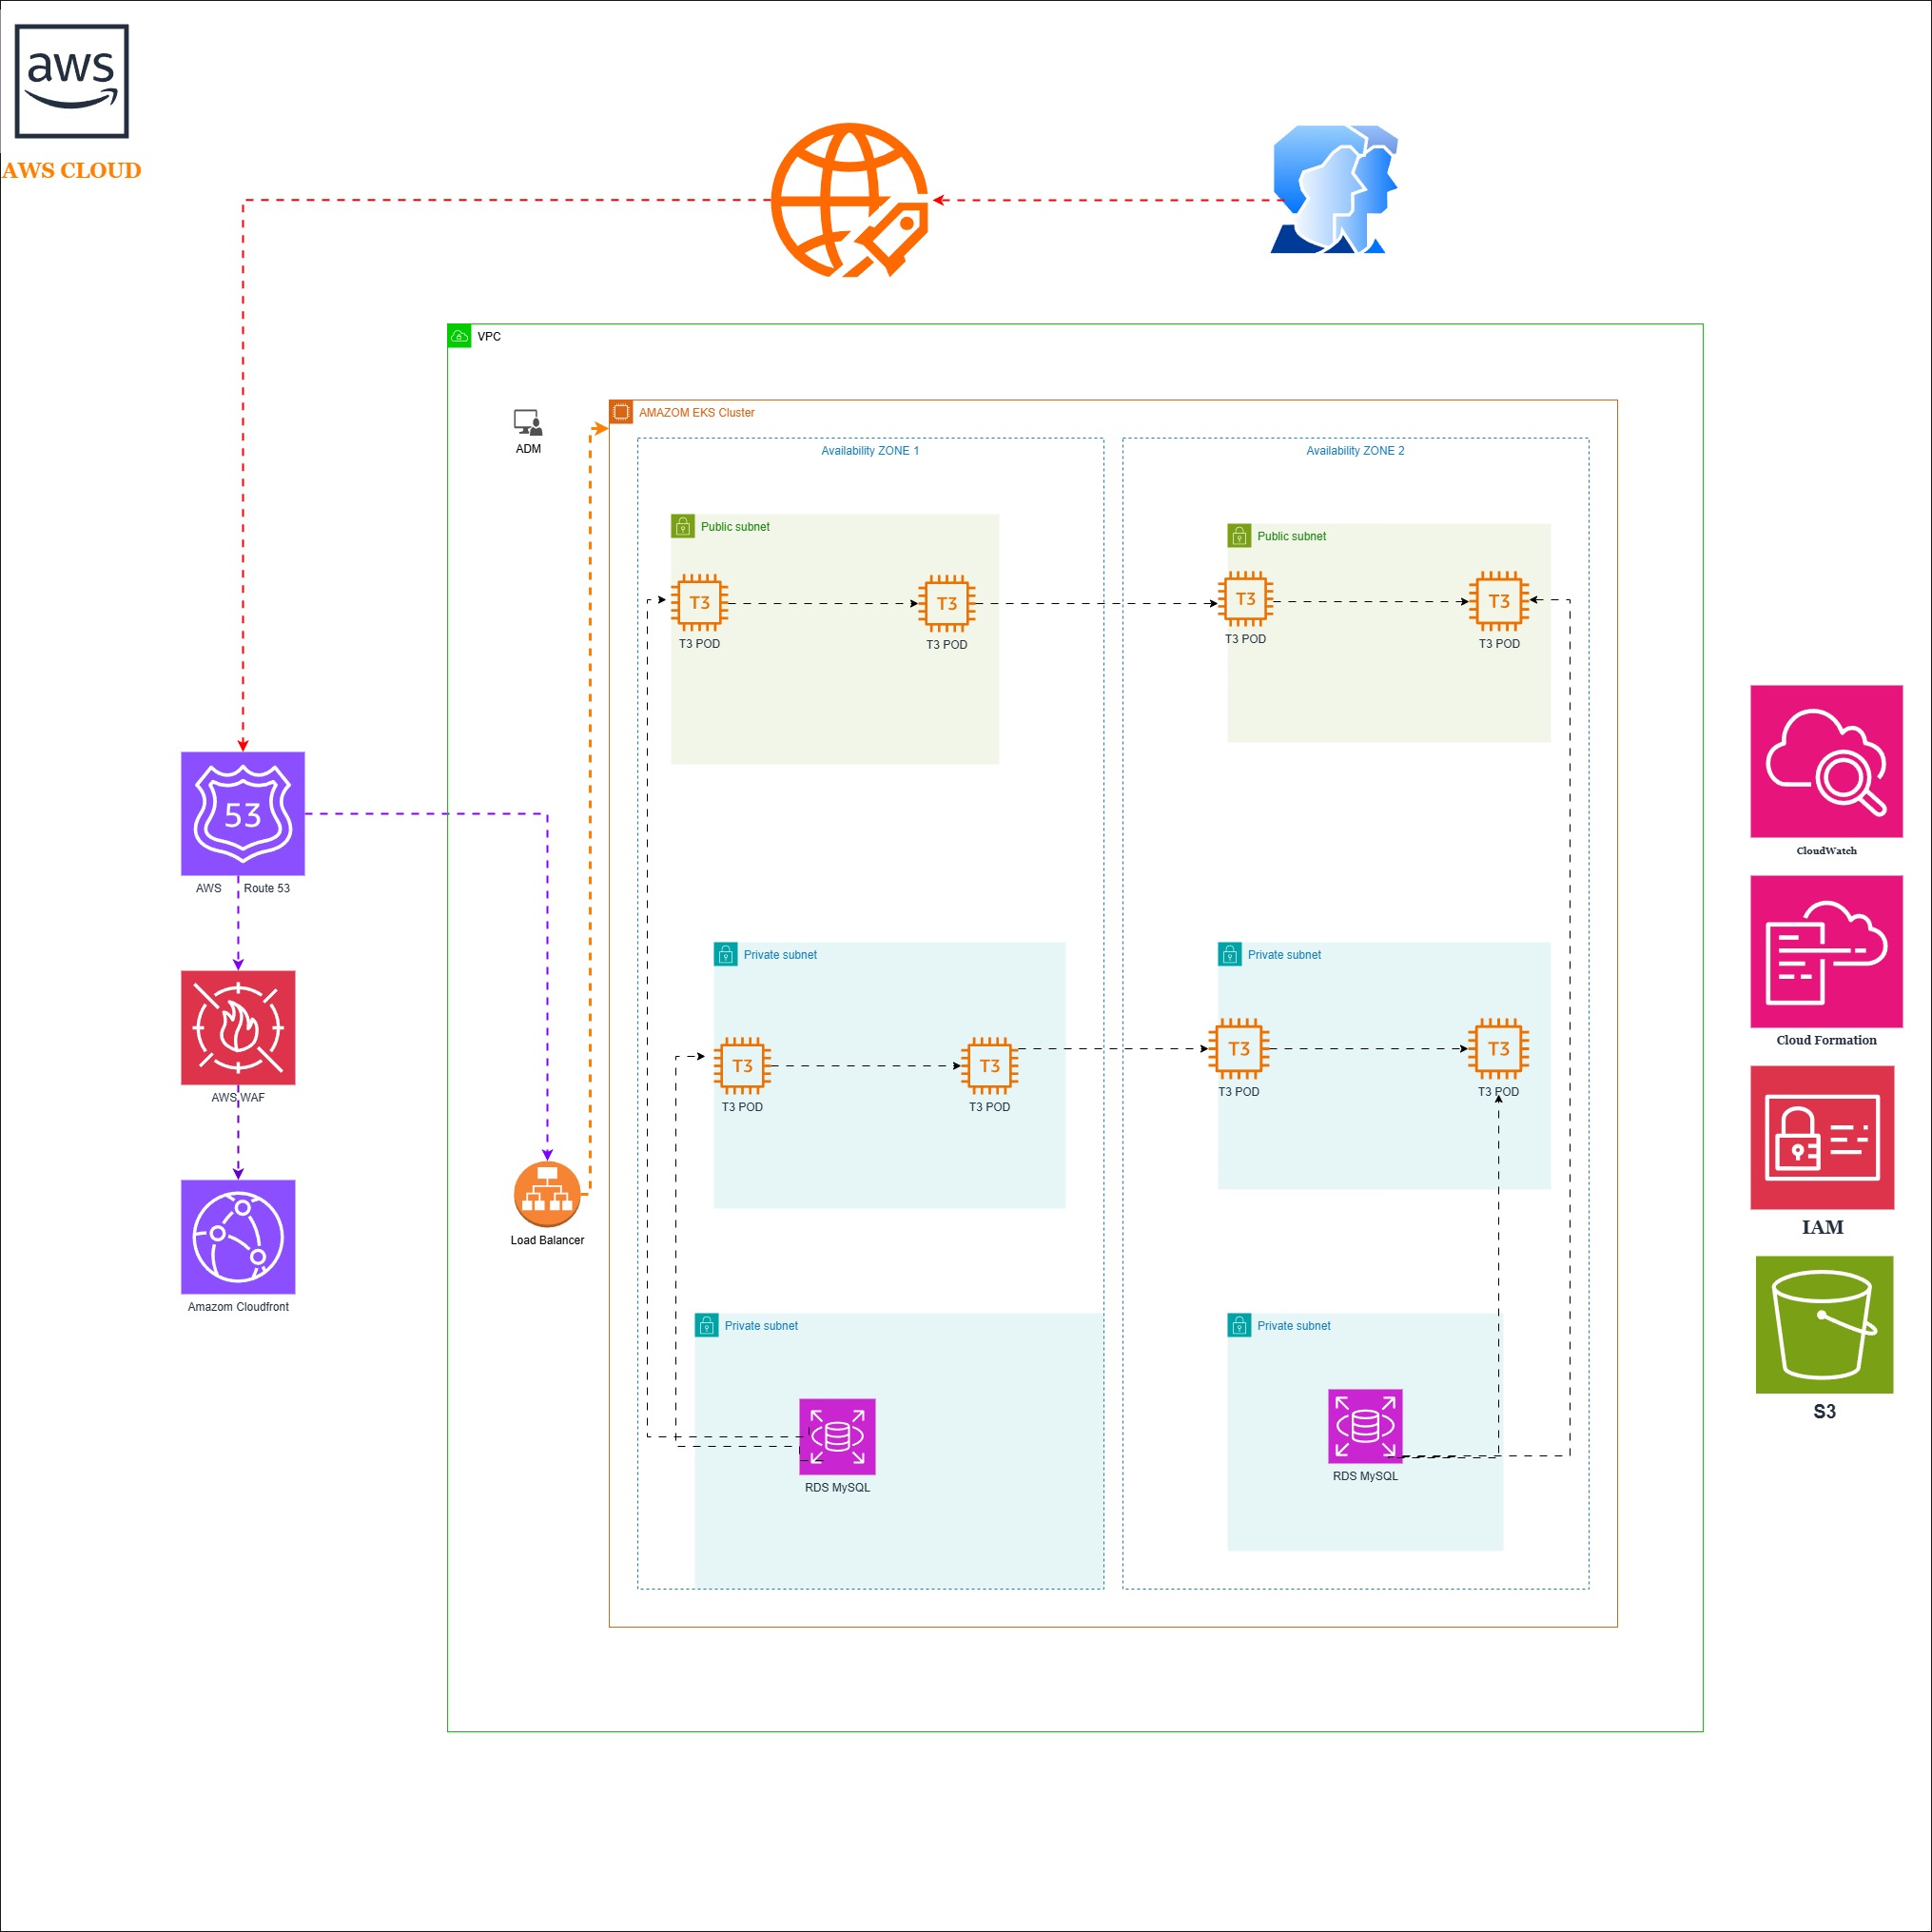 aws
AWS CLOUD
VPC
ADM
AMAZOM EKS Cluster
Availability ZONE 1
Availability ZONE 2
Public subnet
Public subnet
T3
T3 POD
T3
T3 POD
T3
T3 POD
T3
T3 POD
53
AWS Route 53
CloudWatch
Private subnet
Private subnet
T3
T3 POD
T3
T3 POD
T3
T3 POD
T3
T3 POD
Cloud Formation
AWS WAF
Load Balancer
IAM
Amazom Cloudfront
Private subnet
Private subnet
RDS MySQL
RDS MySQL
S3